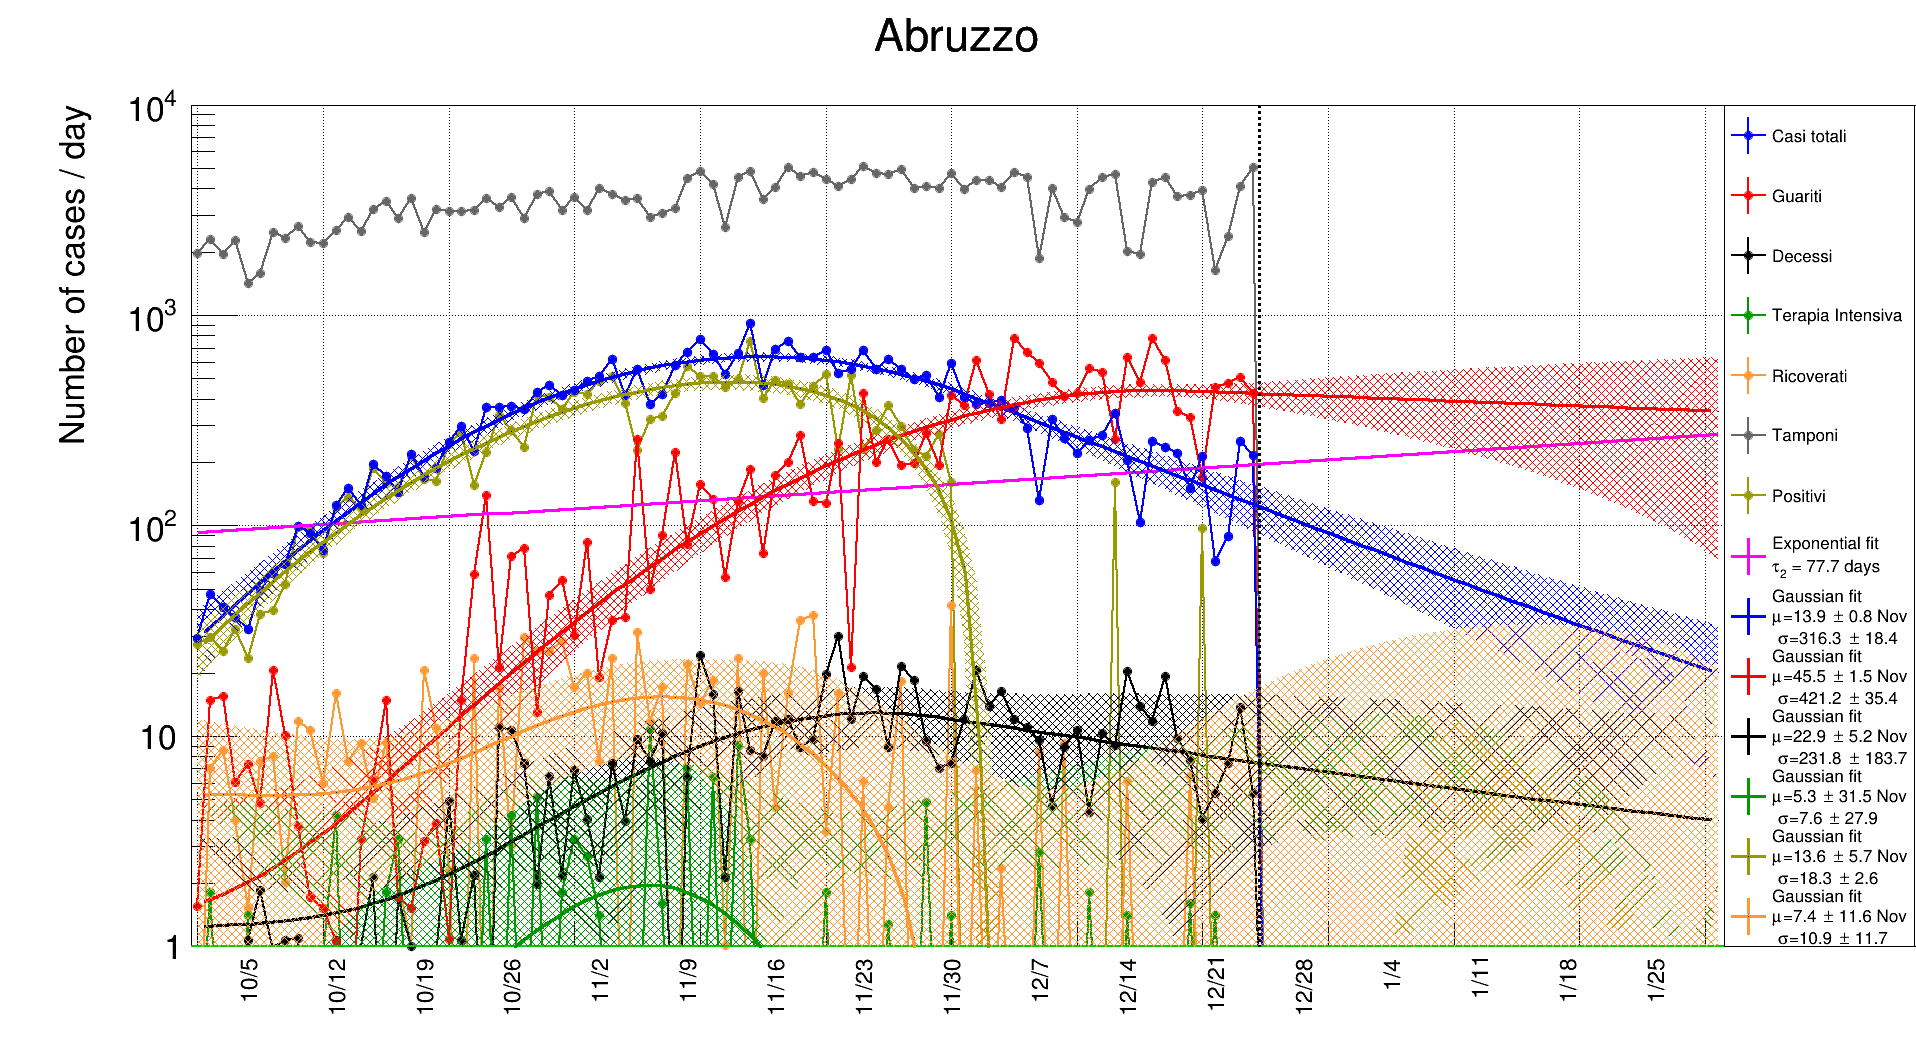 Abruzzo
Number of cases / day
10⁴
10³
10²
10
1
10/5
10/12
10/19
10/26
11/2
11/9
11/16
11/23
11/30
12/7
12/14
12/21
12/28
1/4
1/11
1/18
1/25
Casi totali
Guariti
Decessi
Terapia Intensiva
Ricoverati
Tamponi
Positivi
Exponential fit
τ₂ = 77.7 days
Gaussian fit
μ=13.9 ± 0.8 Nov
σ=316.3 ± 18.4
Gaussian fit
μ=45.5 ± 1.5 Nov
σ=421.2 ± 35.4
Gaussian fit
μ=22.9 ± 5.2 Nov
σ=231.8 ± 183.7
Gaussian fit
μ=5.3 ± 31.5 Nov
σ=7.6 ± 27.9
Gaussian fit
μ=13.6 ± 5.7 Nov
σ=18.3 ± 2.6
Gaussian fit
μ=7.4 ± 11.6 Nov
σ=10.9 ± 11.7